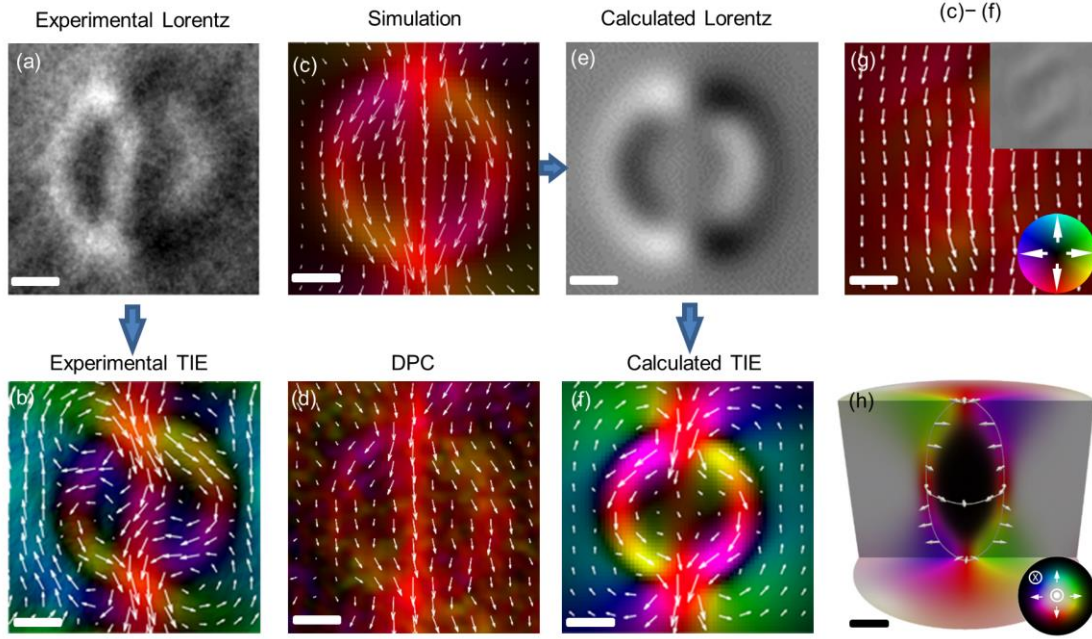 Experimental Lorentz
Simulation
Calculated Lorentz
(c)– (f)
(a)
(c)
(e)
(g)
Experimental TIE
DPC
Calculated TIE
(b)
(d)
(f)
(h)